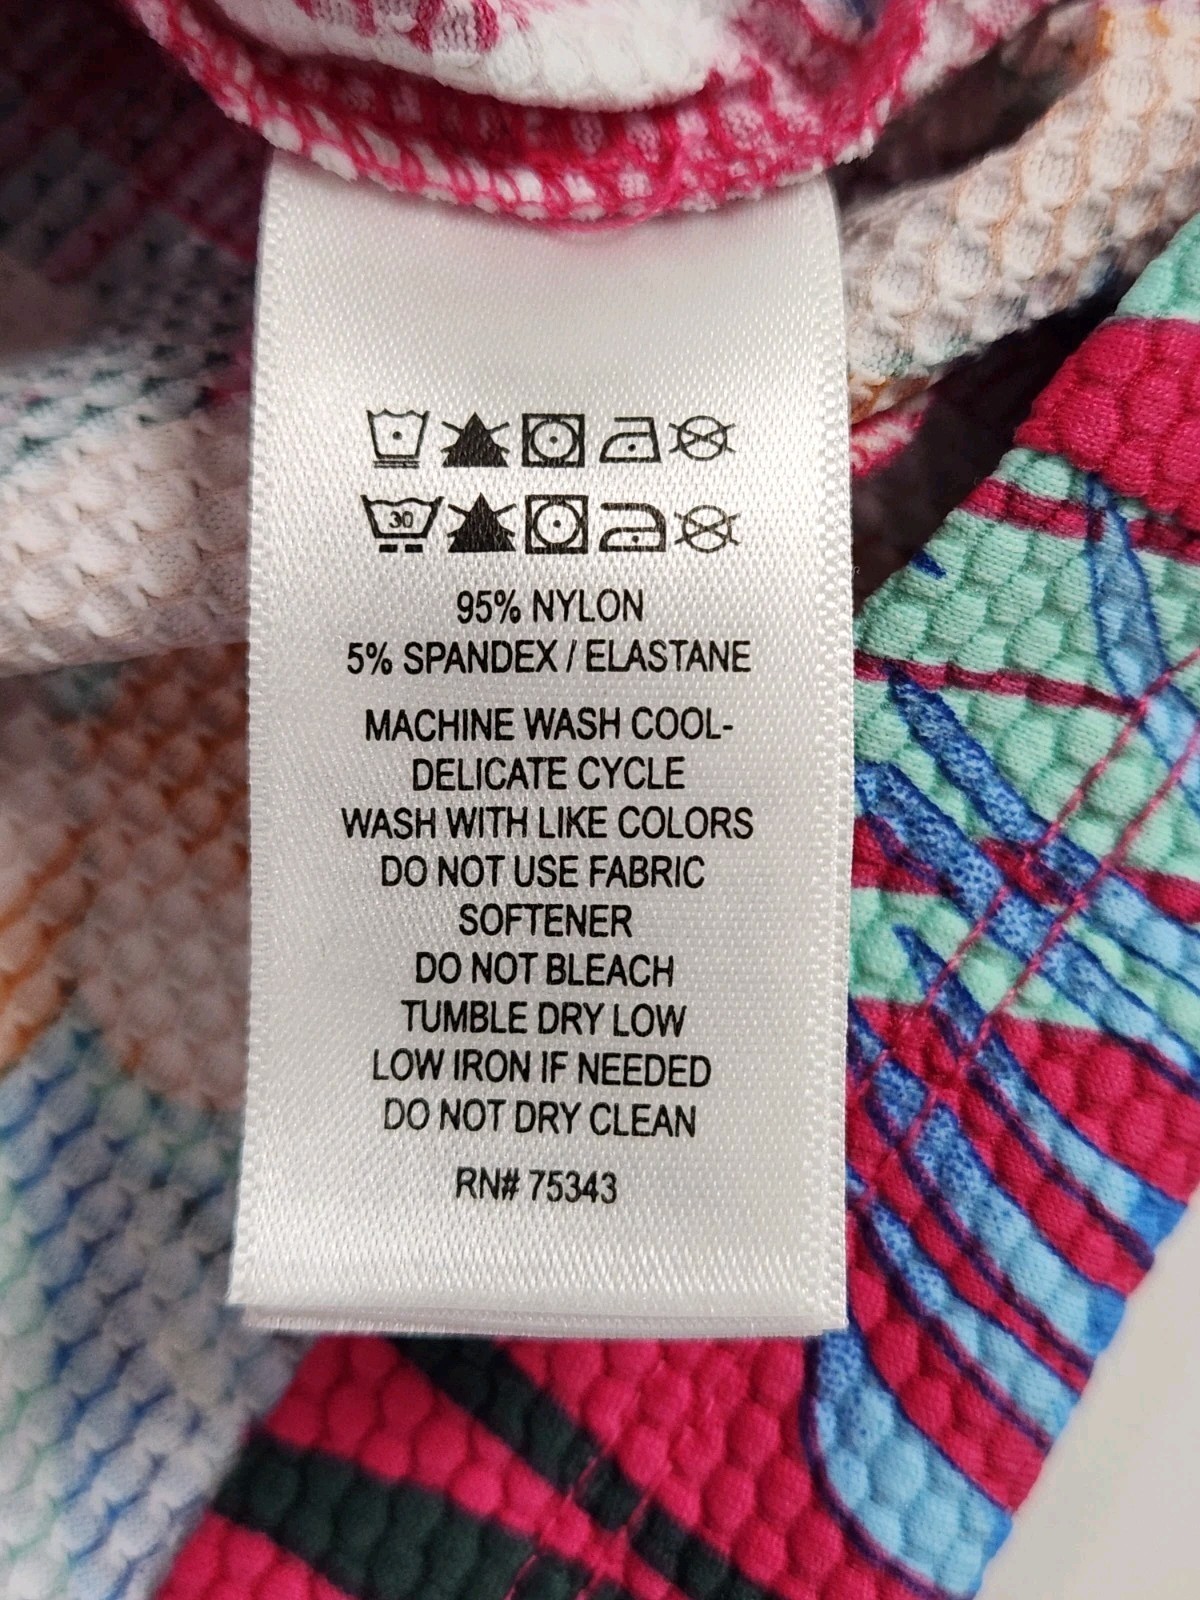 30
95% NYLON
5% SPANDEX / ELASTANE
MACHINE WASH COOL-
DELICATE CYCLE
WASH WITH LIKE COLORS
DO NOT USE FABRIC
SOFTENER
DO NOT BLEACH
TUMBLE DRY LOW
LOW IRON IF NEEDED
DO NOT DRY CLEAN
RN# 75343